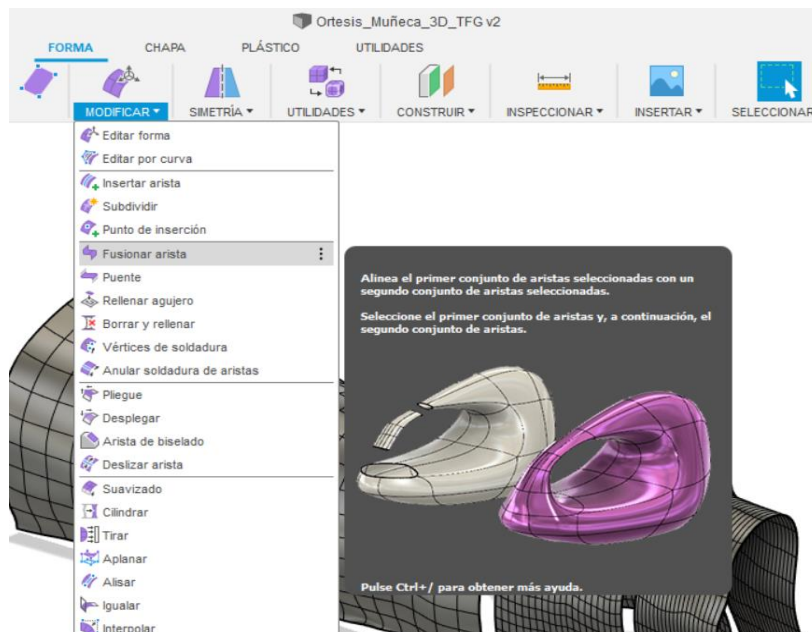 Ortesis_Muñeca_3D_TFG v2
FORMA CHAPA PLÁSTICO UTILIDADES
MODIFICAR SIMETRÍA UTILIDADES CONSTRUIR INSPECCIONAR INSERTAR SELECCIONAR
Editar forma
Editar por curva
Insertar arista
Subdividir
Punto de inserción
Fusionar arista
Puente
Rellenar agujero
Borrar y rellenar
Vértices de soldadura
Anular soldadura de aristas
Pliegue
Desplegar
Arista de biselado
Deslizar arista
Suavizado
Cilindrar
Tirar
Aplanar
Alisar
Igualar
Interpolar
Alinea el primer conjunto de aristas seleccionadas con un
segundo conjunto de aristas seleccionadas.
Seleccione el primer conjunto de aristas y, a continuación, el
segundo conjunto de aristas.
Pulse Ctrl+/ para obtener más ayuda.